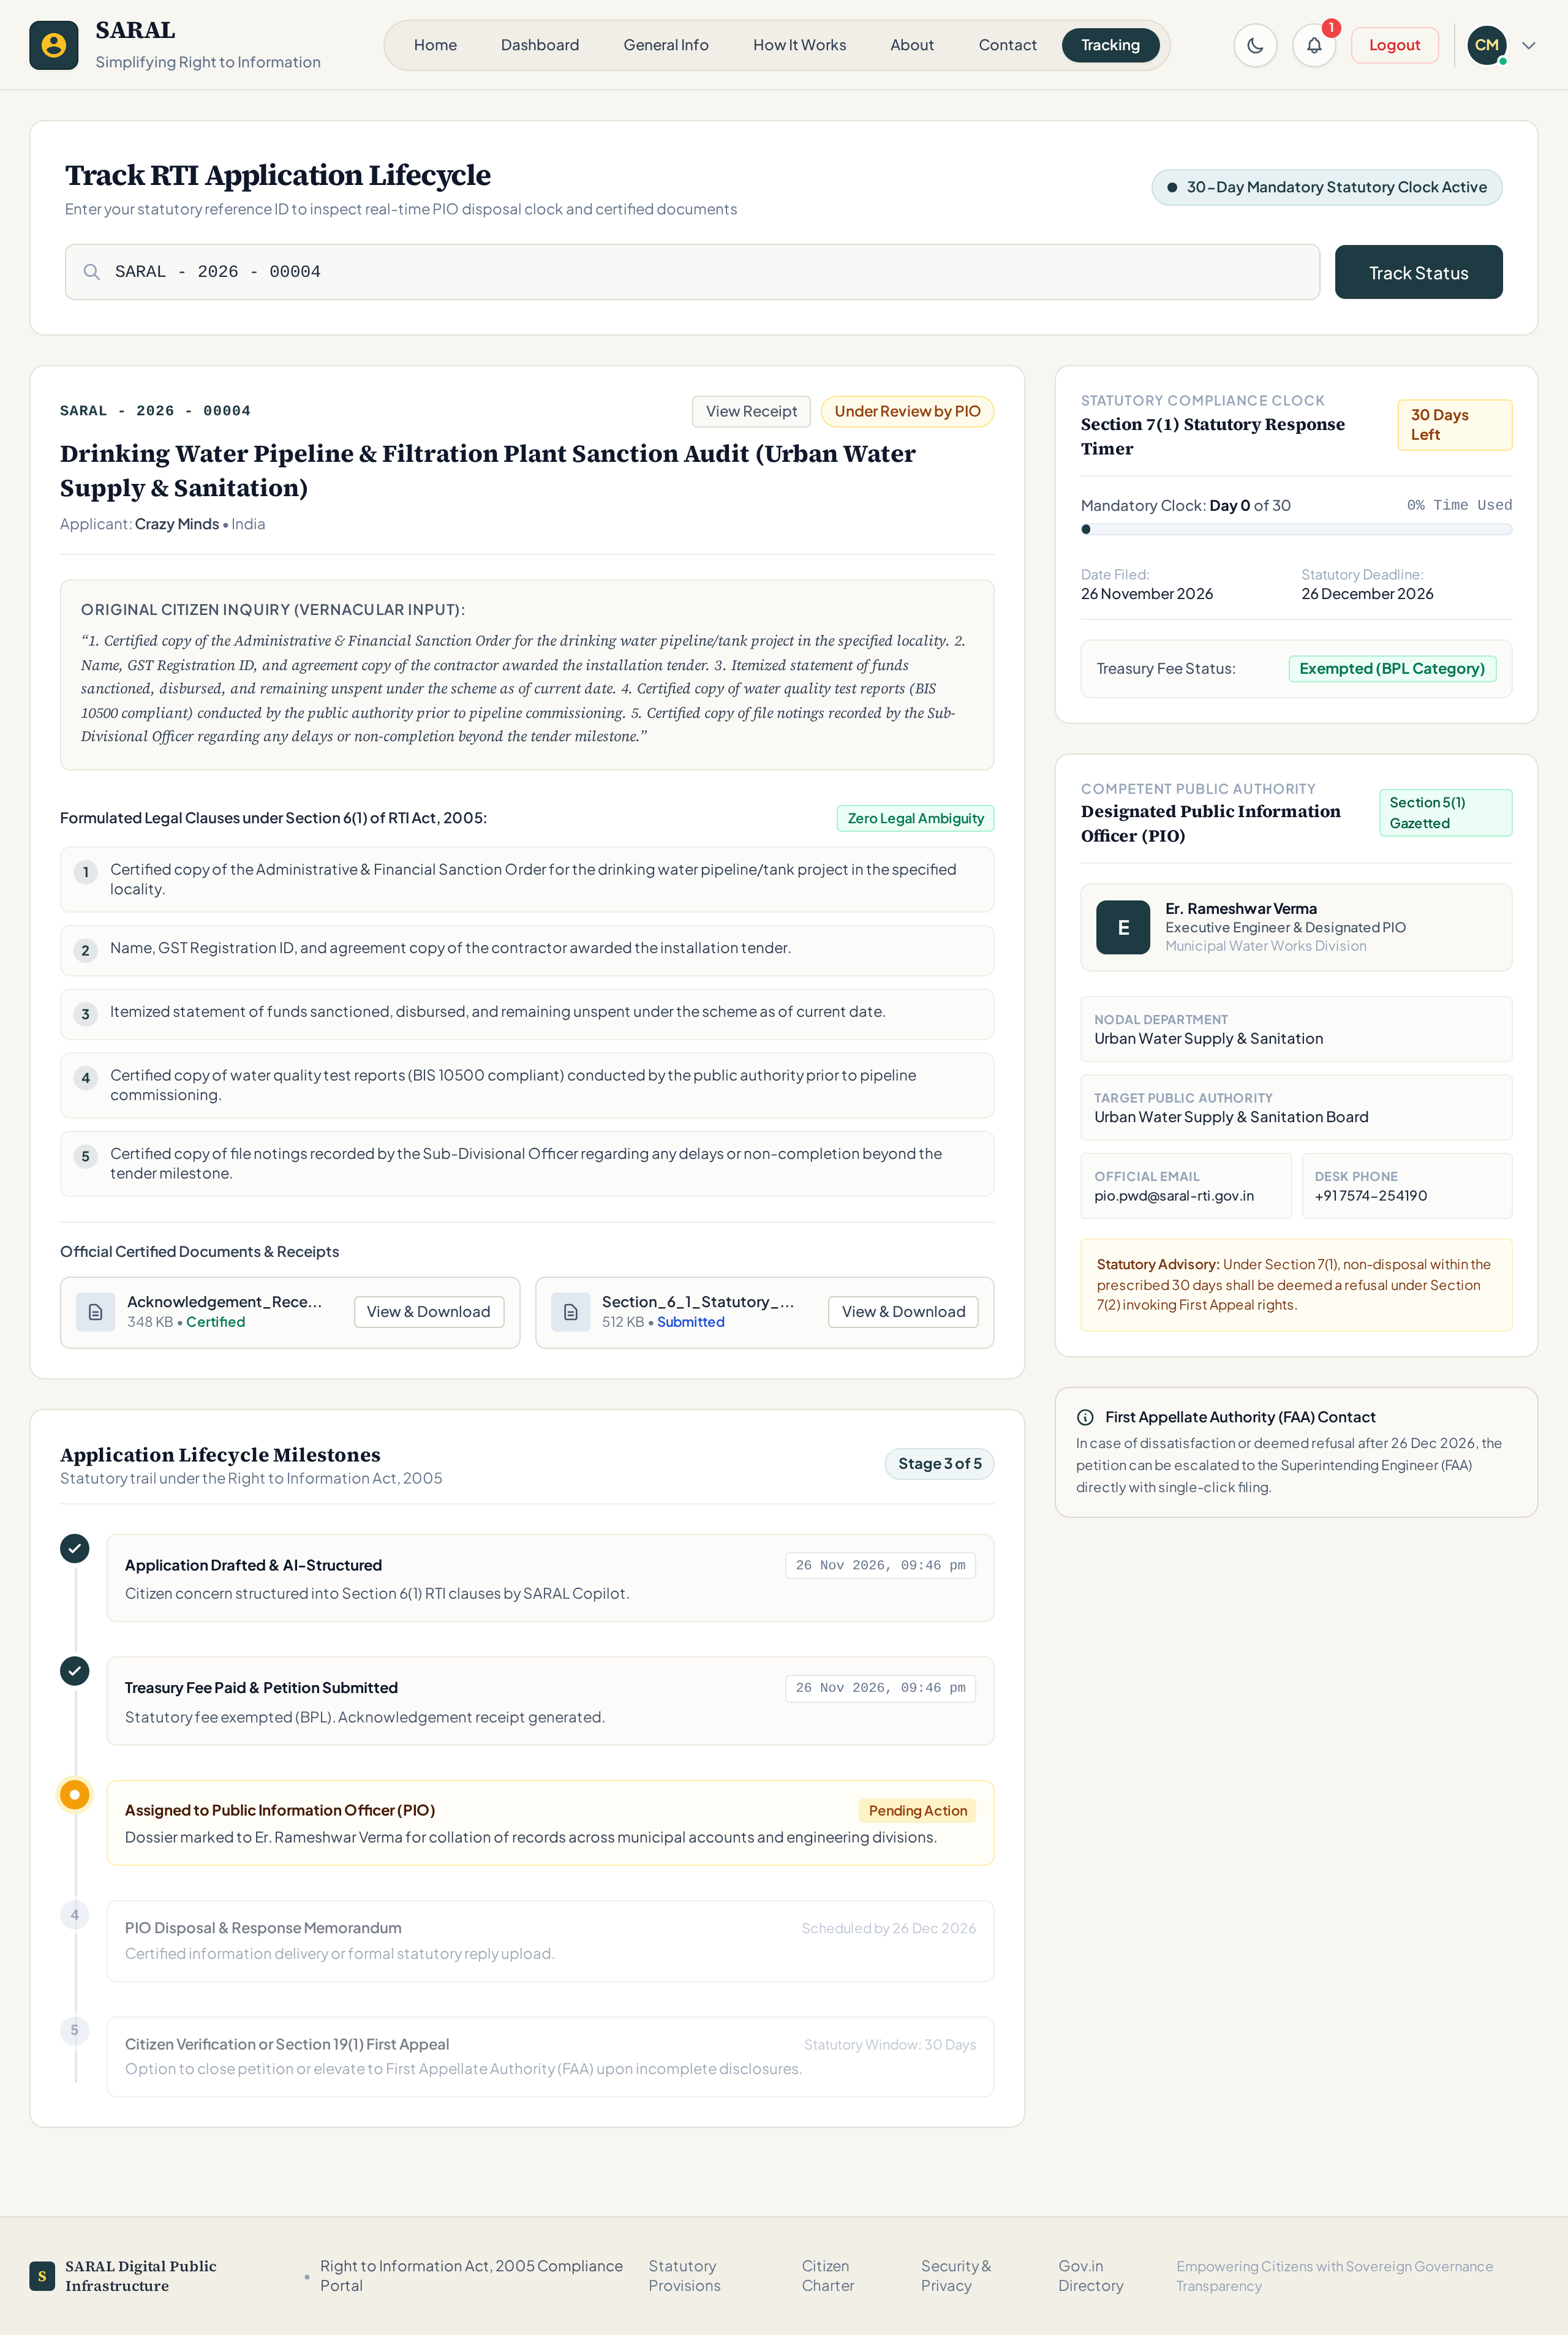 SARAL
Simplifying Right to Information
Home
Dashboard
General Info
How It Works
About
Contact
Tracking
1
Logout
CM
Track RTI Application Lifecycle
Enter your statutory reference ID to inspect real-time PIO disposal clock and certified documents
30-Day Mandatory Statutory Clock Active
SARAL - 2026 - 00004
Track Status
SARAL - 2026 - 00004
View Receipt
Under Review by PIO
Drinking Water Pipeline & Filtration Plant Sanction Audit (Urban Water
Supply & Sanitation)
Applicant: Crazy Minds • India
ORIGINAL CITIZEN INQUIRY (VERNACULAR INPUT):
“1. Certified copy of the Administrative & Financial Sanction Order for the drinking water pipeline/tank project in the specified locality. 2.
Name, GST Registration ID, and agreement copy of the contractor awarded the installation tender. 3. Itemized statement of funds
sanctioned, disbursed, and remaining unspent under the scheme as of current date. 4. Certified copy of water quality test reports (BIS
10500 compliant) conducted by the public authority prior to pipeline commissioning. 5. Certified copy of file notings recorded by the Sub-
Divisional Officer regarding any delays or non-completion beyond the tender milestone.”
Formulated Legal Clauses under Section 6(1) of RTI Act, 2005:
Zero Legal Ambiguity
1
Certified copy of the Administrative & Financial Sanction Order for the drinking water pipeline/tank project in the specified
locality.
2
Name, GST Registration ID, and agreement copy of the contractor awarded the installation tender.
3
Itemized statement of funds sanctioned, disbursed, and remaining unspent under the scheme as of current date.
4
Certified copy of water quality test reports (BIS 10500 compliant) conducted by the public authority prior to pipeline
commissioning.
5
Certified copy of file notings recorded by the Sub-Divisional Officer regarding any delays or non-completion beyond the
tender milestone.
Official Certified Documents & Receipts
Acknowledgement_Rece...
348 KB • Certified
View & Download
Section_6_1_Statutory_...
512 KB • Submitted
View & Download
Application Lifecycle Milestones
Statutory trail under the Right to Information Act, 2005
Stage 3 of 5
Application Drafted & AI-Structured
26 Nov 2026, 09:46 pm
Citizen concern structured into Section 6(1) RTI clauses by SARAL Copilot.
Treasury Fee Paid & Petition Submitted
26 Nov 2026, 09:46 pm
Statutory fee exempted (BPL). Acknowledgement receipt generated.
Assigned to Public Information Officer (PIO)
Pending Action
Dossier marked to Er. Rameshwar Verma for collation of records across municipal accounts and engineering divisions.
4
PIO Disposal & Response Memorandum
Scheduled by 26 Dec 2026
Certified information delivery or formal statutory reply upload.
5
Citizen Verification or Section 19(1) First Appeal
Statutory Window: 30 Days
Option to close petition or elevate to First Appellate Authority (FAA) upon incomplete disclosures.
STATUTORY COMPLIANCE CLOCK
Section 7(1) Statutory Response
Timer
30 Days
Left
Mandatory Clock: Day 0 of 30
0% Time Used
Date Filed:
26 November 2026
Statutory Deadline:
26 December 2026
Treasury Fee Status:
Exempted (BPL Category)
COMPETENT PUBLIC AUTHORITY
Designated Public Information
Officer (PIO)
Section 5(1)
Gazetted
E
Er. Rameshwar Verma
Executive Engineer & Designated PIO
Municipal Water Works Division
NODAL DEPARTMENT
Urban Water Supply & Sanitation
TARGET PUBLIC AUTHORITY
Urban Water Supply & Sanitation Board
OFFICIAL EMAIL
pio.pwd@saral-rti.gov.in
DESK PHONE
+91 7574-254190
Statutory Advisory: Under Section 7(1), non-disposal within the
prescribed 30 days shall be deemed a refusal under Section
7(2) invoking First Appeal rights.
First Appellate Authority (FAA) Contact
In case of dissatisfaction or deemed refusal after 26 Dec 2026, the
petition can be escalated to the Superintending Engineer (FAA)
directly with single-click filing.
S
SARAL Digital Public
Infrastructure
•
Right to Information Act, 2005 Compliance
Portal
Statutory
Provisions
Citizen
Charter
Security &
Privacy
Gov.in
Directory
Empowering Citizens with Sovereign Governance
Transparency